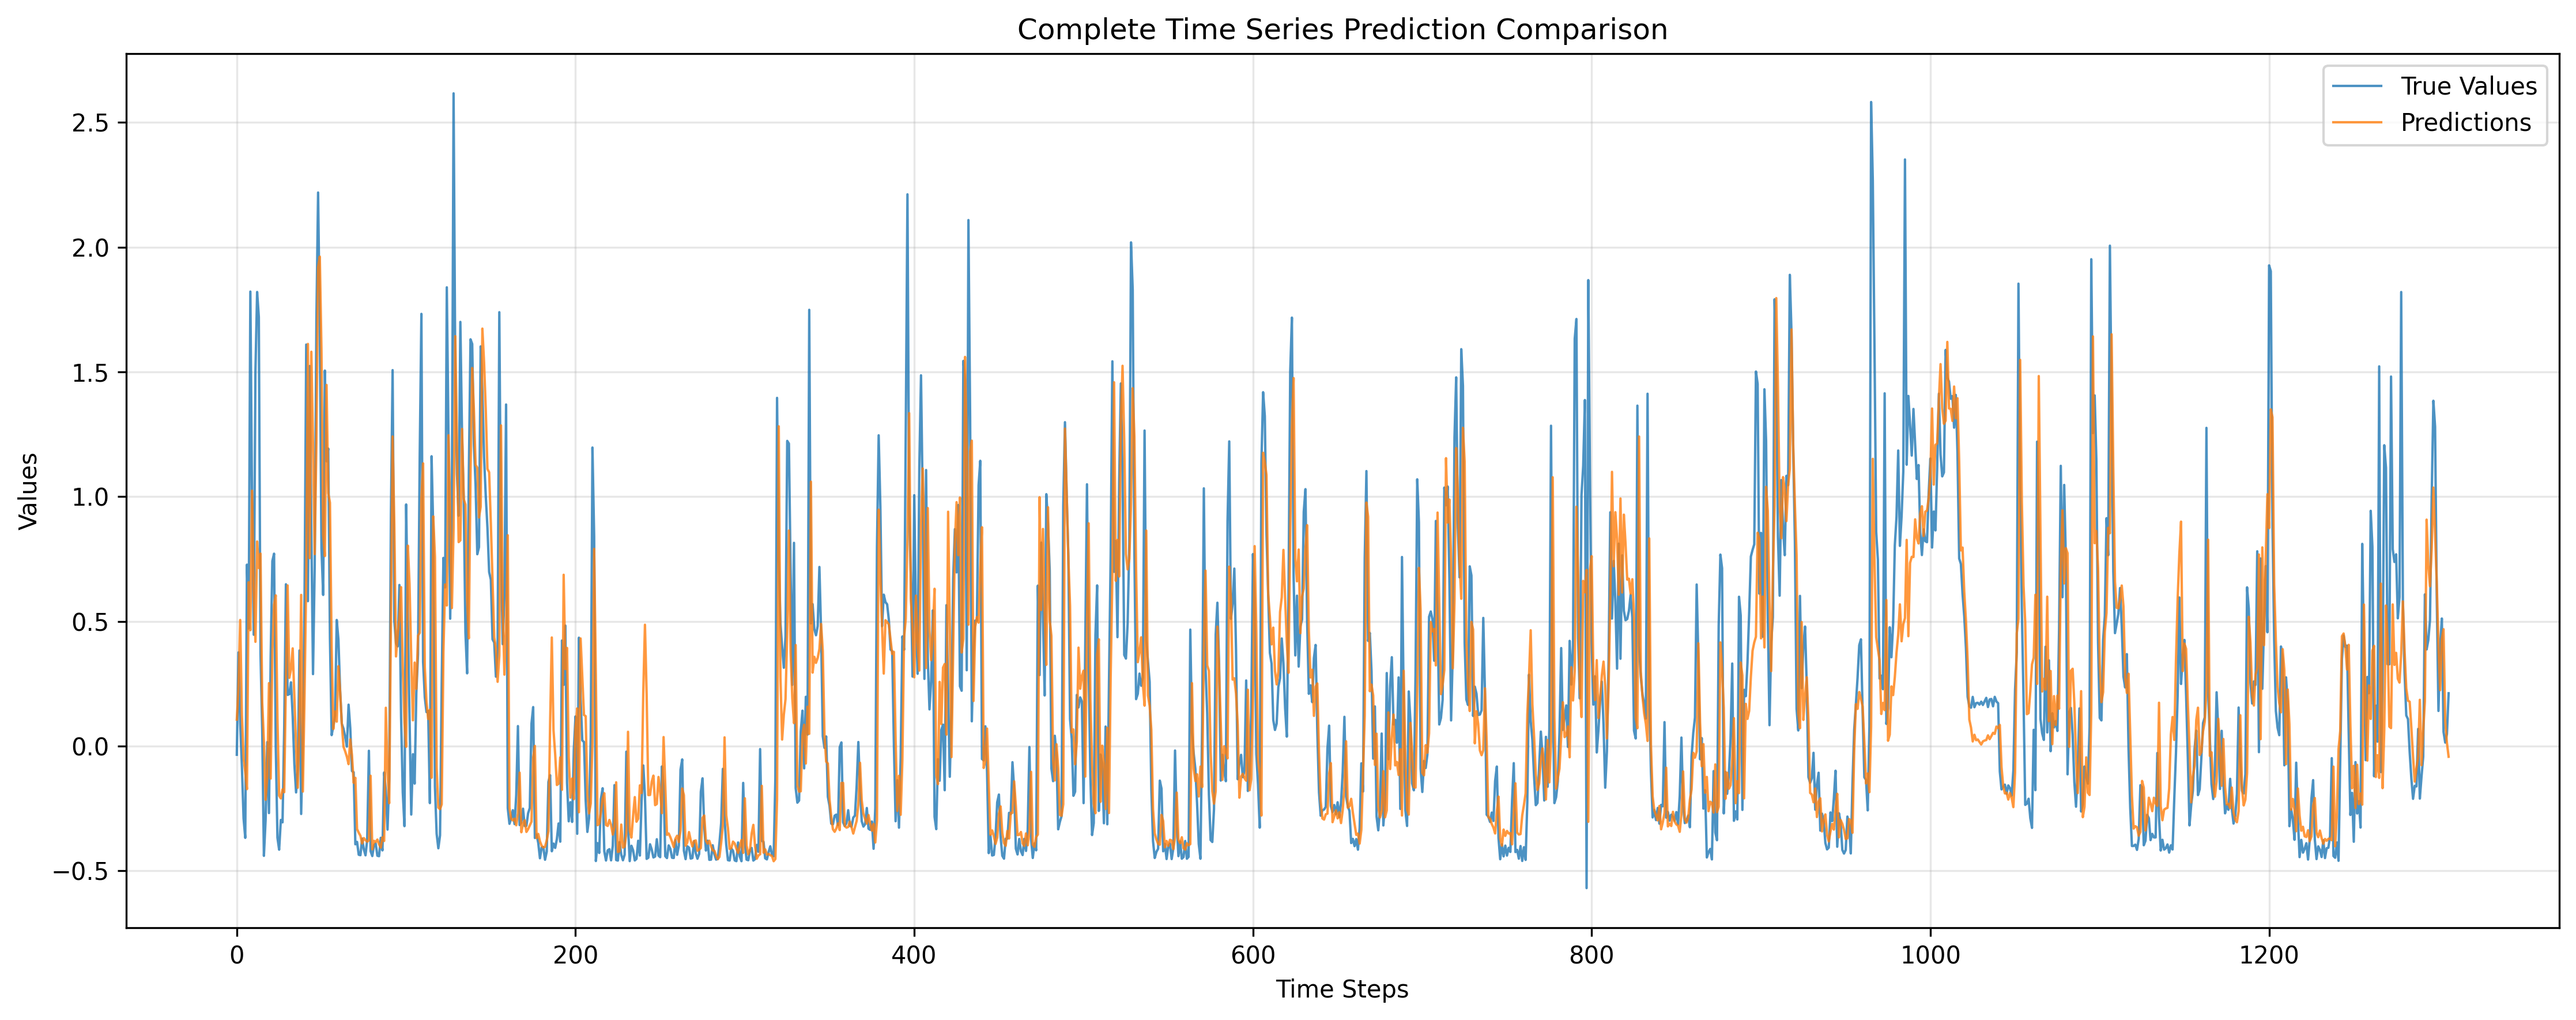 Complete Time Series Prediction Comparison
True Values
Predictions
Values
2.5
2.0
1.5
1.0
0.5
0.0
−0.5
0
200
400
600
800
1000
1200
Time Steps